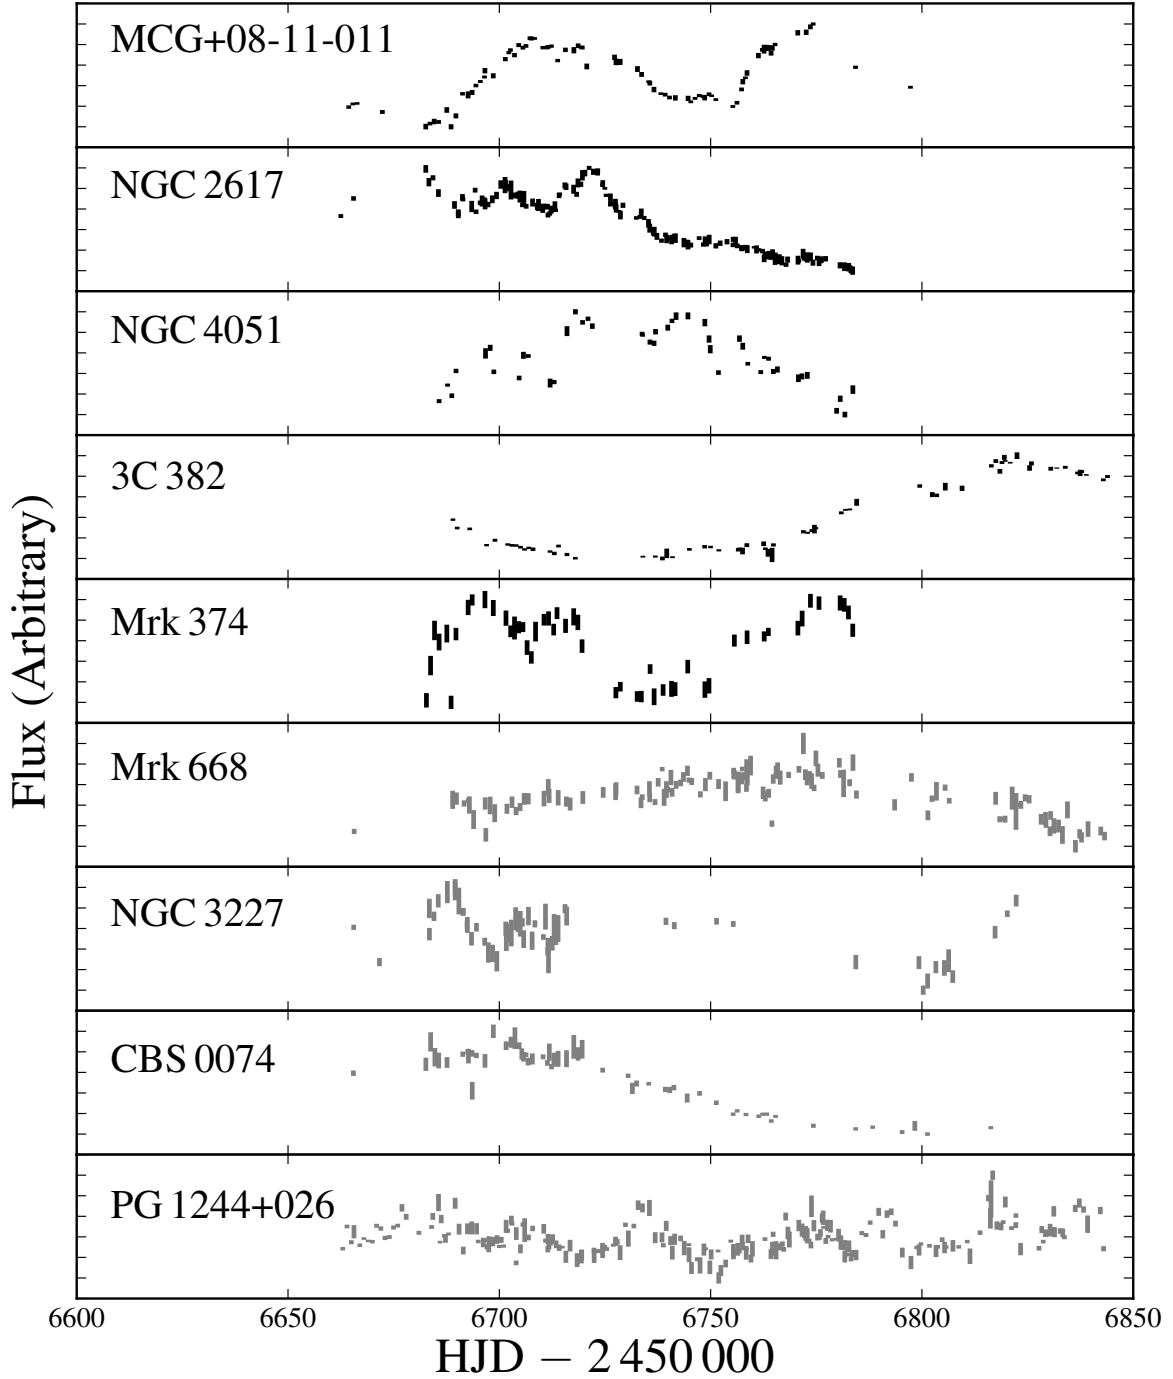 MCG+08-11-011
NGC 2617
NGC 4051
3C 382
Mrk 374
Mrk 668
NGC 3227
CBS 0074
PG 1244+026
Flux (Arbitrary)
6600 6650 6700 6750 6800 6850
HJD − 2 450 000